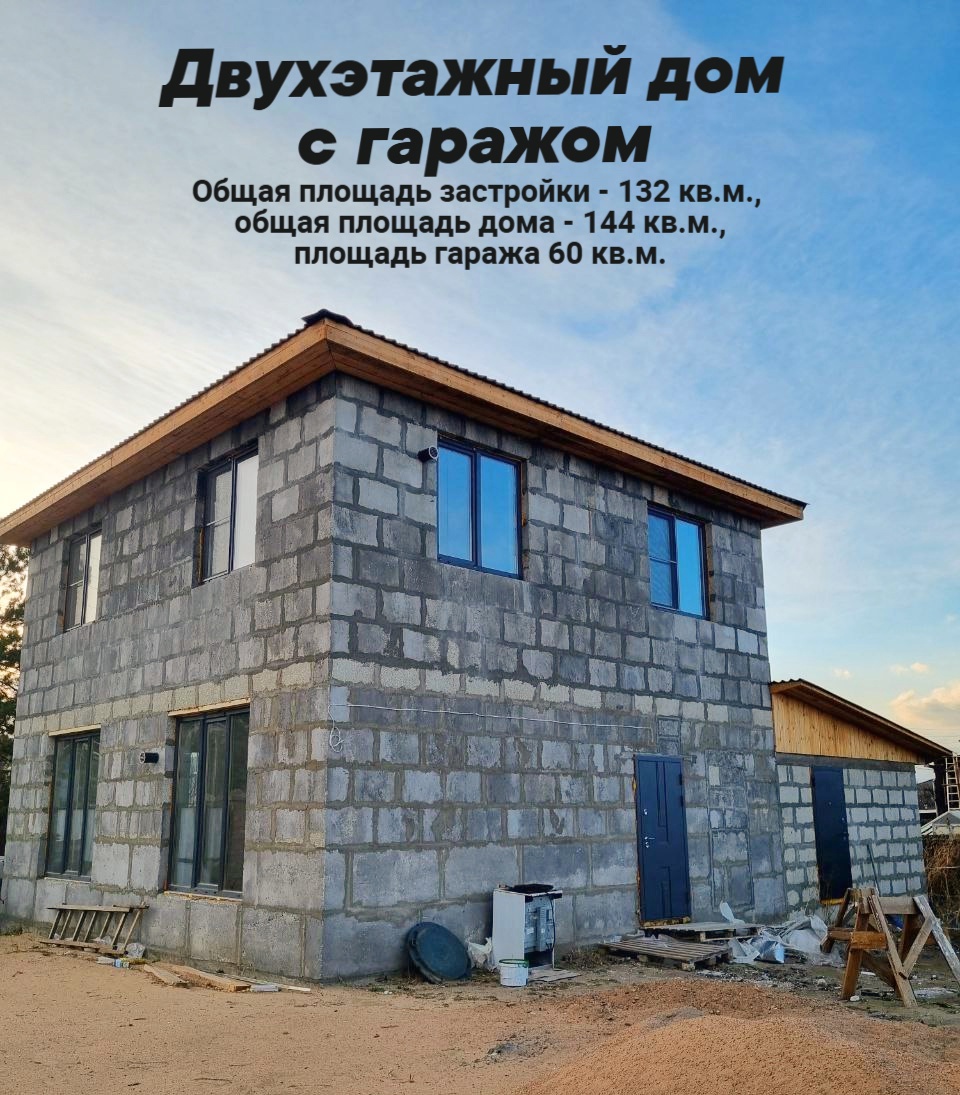 Двухэтажный дом
с гаражом
Общая площадь застройки - 132 кв.м.,
общая площадь дома - 144 кв.м.,
площадь гаража 60 кв.м.